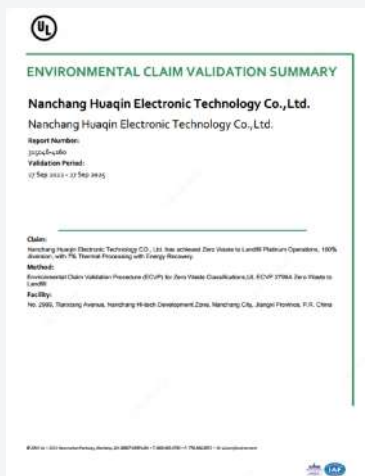 UL
ENVIRONMENTAL CLAIM VALIDATION SUMMARY
Nanchang Huaqin Electronic Technology Co.,Ltd.
Nanchang Huaqin Electronic Technology Co.,Ltd.
Report Number:
Validation Period:
Claim:
Nanchang Huaqin Electronic Technology CO., Ltd. has achieved Zero Waste to Landfill Platinum Operations, 100%
diversion, with 7% Thermal Processing with Energy Recovery.
Method:
Environmental Claim Validation Procedure (ECVP) for Zero Waste Classifications,UL ECVP 2799A Zero Waste to
Landfill
Facility:
No. 2999, Tianxiang Avenue, Nanchang Hi-tech Development Zone, Nanchang City, Jiangxi Province, P.R. China
IAF